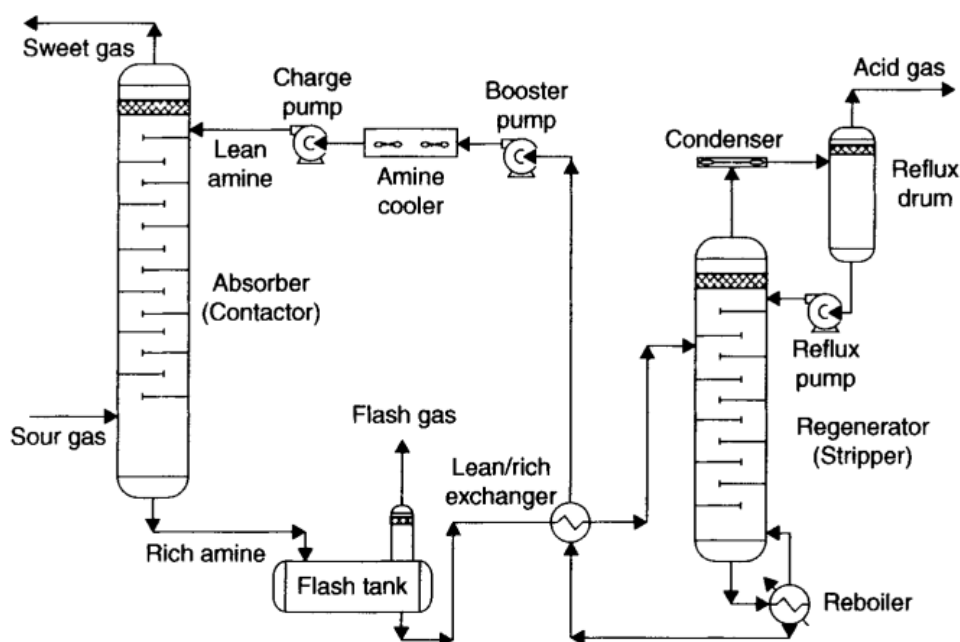 Sweet gas
Charge
pump
Booster
pump
Acid gas
Condenser
Lean
amine
Amine
cooler
Reflux
drum
Absorber
(Contactor)
Reflux
pump
Sour gas
Flash gas
Lean/rich
exchanger
Regenerator
(Stripper)
Rich amine
Flash tank
Reboiler